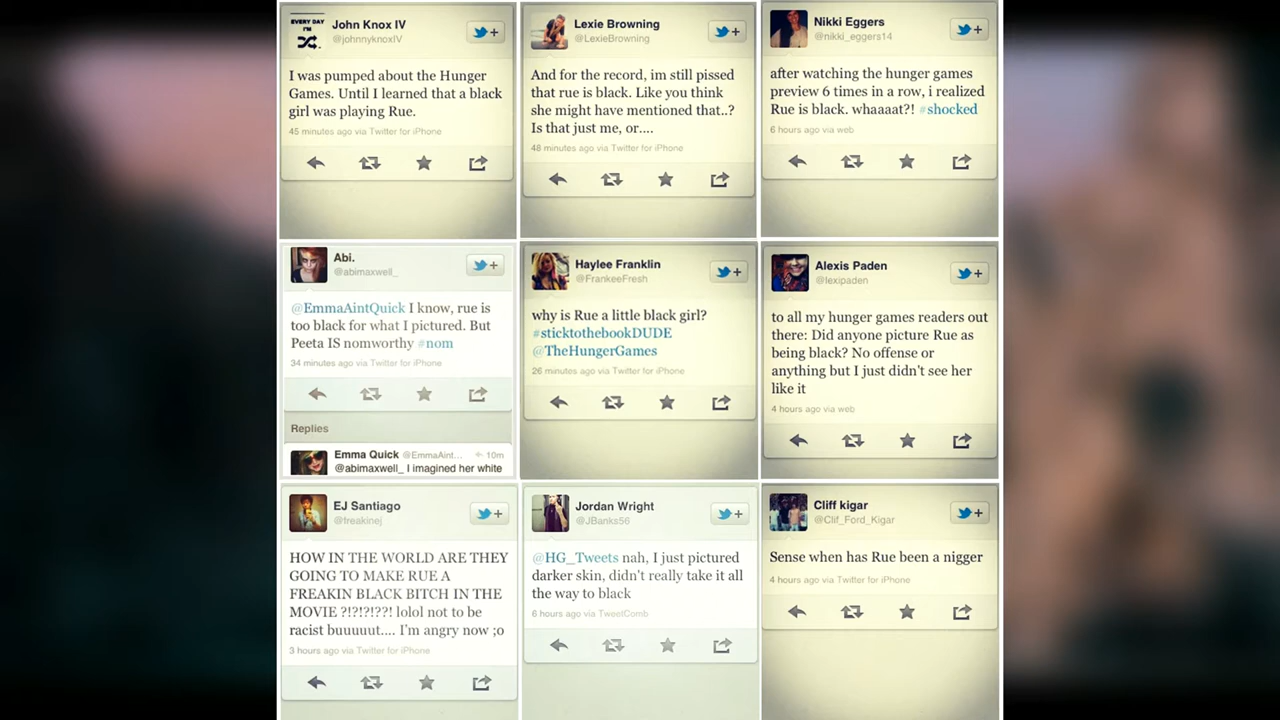 EVERY DAY
I'M
John Knox IV
@johnnyknoxIV
I was pumped about the Hunger
Games. Until I learned that a black
girl was playing Rue.
45 minutes ago via Twitter for iPhone
Lexie Browning
@LexieBrowning
And for the record, im still pissed
that rue is black. Like you think
she might have mentioned that..?
Is that just me, or....
48 minutes ago via Twitter for iPhone
Nikki Eggers
@nikki_eggers14
after watching the hunger games
preview 6 times in a row, i realized
Rue is black. whaaaat?! #shocked
6 hours ago via web
Abi.
@abimaxwell_
@EmmaAintQuick I know, rue is
too black for what I pictured. But
Peeta IS nomworthy #nom
34 minutes ago via Twitter for iPhone
Replies
Emma Quick @EmmaAint... 10m
@abimaxwell_ I imagined her white
Haylee Franklin
@FrankeeFresh
why is Rue a little black girl?
#sticktothebookDUDE
@TheHungerGames
26 minutes ago via Twitter for iPhone
Alexis Paden
@lexipaden
to all my hunger games readers out
there: Did anyone picture Rue as
being black? No offense or
anything but I just didn't see her
like it
4 hours ago via web
EJ Santiago
@freakinej
HOW IN THE WORLD ARE THEY
GOING TO MAKE RUE A
FREAKIN BLACK BITCH IN THE
MOVIE ?!?!?!??! lolol not to be
racist buuuuut.... I'm angry now ;o
3 hours ago via Twitter for iPhone
Jordan Wright
@JBanks56
@HG_Tweets nah, I just pictured
darker skin, didn't really take it all
the way to black
6 hours ago via TweetComb
Cliff kigar
@Clif_Ford_Kigar
Sense when has Rue been a nigger
4 hours ago via Twitter for iPhone